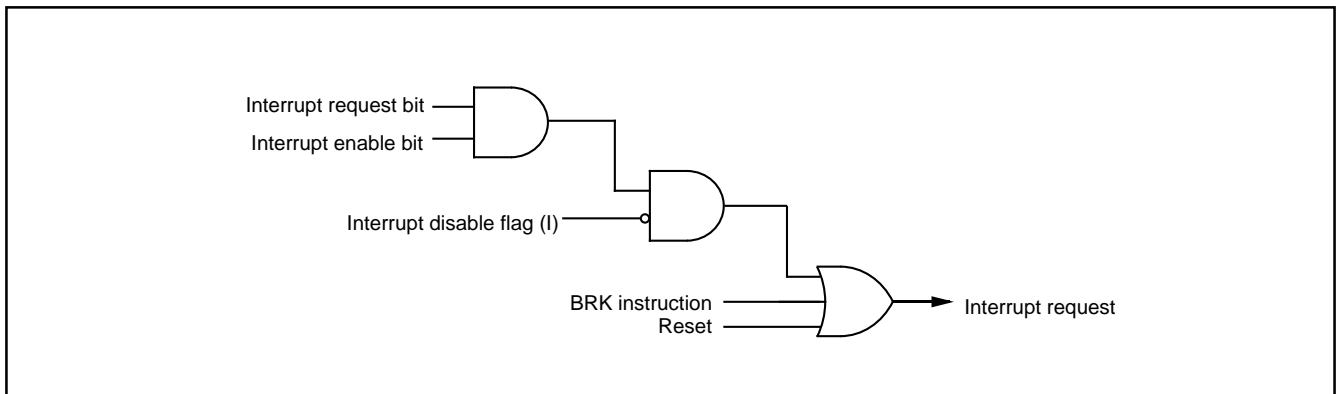 Interrupt request bit
Interrupt enable bit
Interrupt disable flag (I)
BRK instruction
Reset
Interrupt request